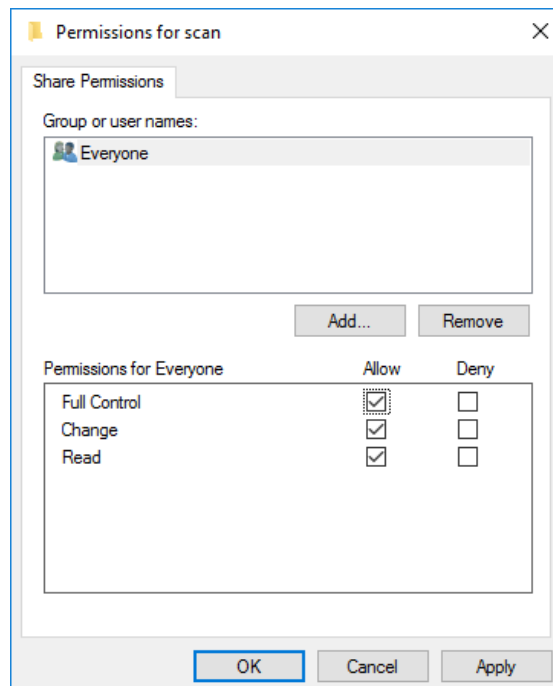 Permissions for scan
Share Permissions
Group or user names:
Everyone
Add... Remove
Permissions for Everyone Allow Deny
Full Control
Change
Read
OK Cancel Apply